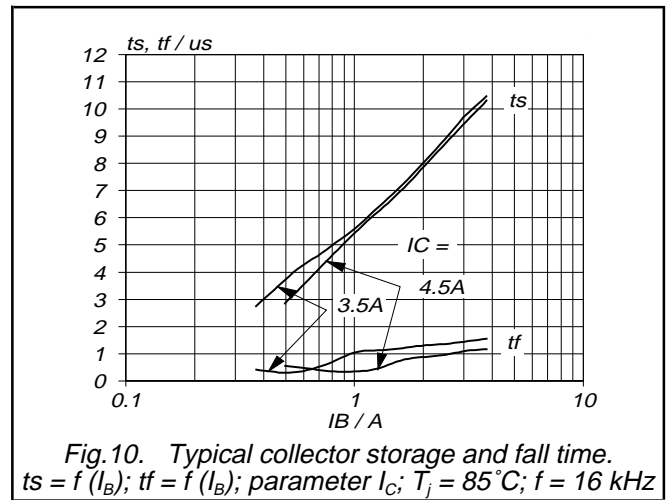 ts, tf / us
12
11
10
9
8
7
6
5
4
3
2
1
0
ts
IC =
4.5A
3.5A
tf
0.1 1 10
IB / A
Fig.10. Typical collector storage and fall time.
ts = f (IB); tf = f (IB); parameter IC; Tj = 85˚C; f = 16 kHz